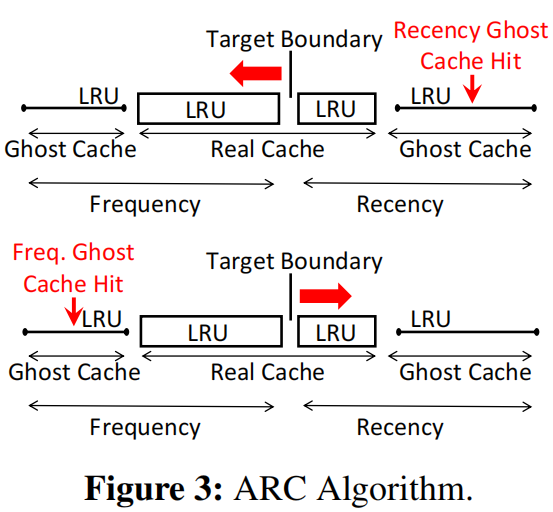 Target Boundary
Recency Ghost
Cache Hit
LRU
LRU
LRU
LRU
Ghost Cache
Real Cache
Ghost Cache
Frequency
Recency
Freq. Ghost
Cache Hit
Target Boundary
LRU
LRU
LRU
LRU
Ghost Cache
Real Cache
Ghost Cache
Frequency
Recency
Figure 3: ARC Algorithm.